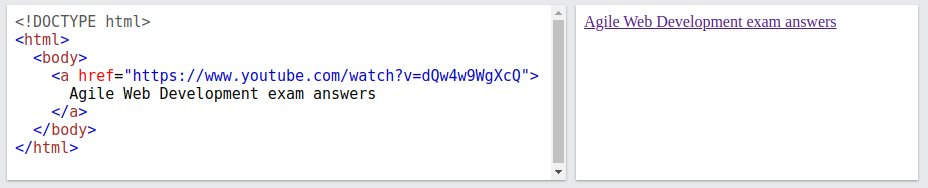 <!DOCTYPE html>
<html>
  <body>
    <a href="https://www.youtube.com/watch?v=dQw4w9WgXcQ">
      Agile Web Development exam answers
    </a>
  </body>
</html>
Agile Web Development exam answers